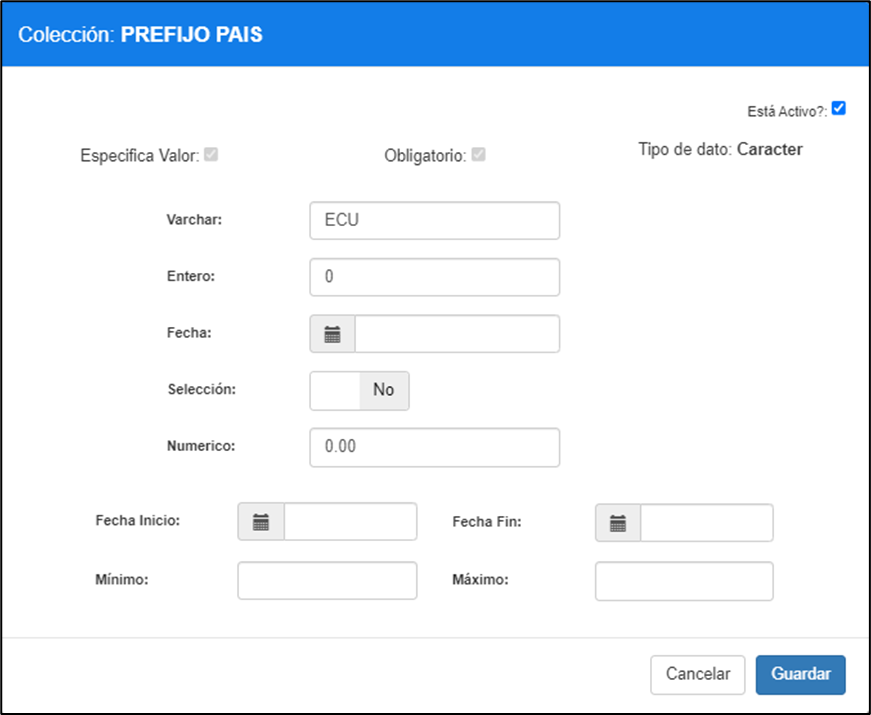 Colección: PREFIJO PAIS
Está Activo?:
Especifica Valor:
Obligatorio:
Tipo de dato: Caracter
Varchar: ECU
Entero: 0
Fecha:
Selección: No
Numerico: 0.00
Fecha Inicio:
Fecha Fin:
Mínimo:
Máximo:
Cancelar
Guardar